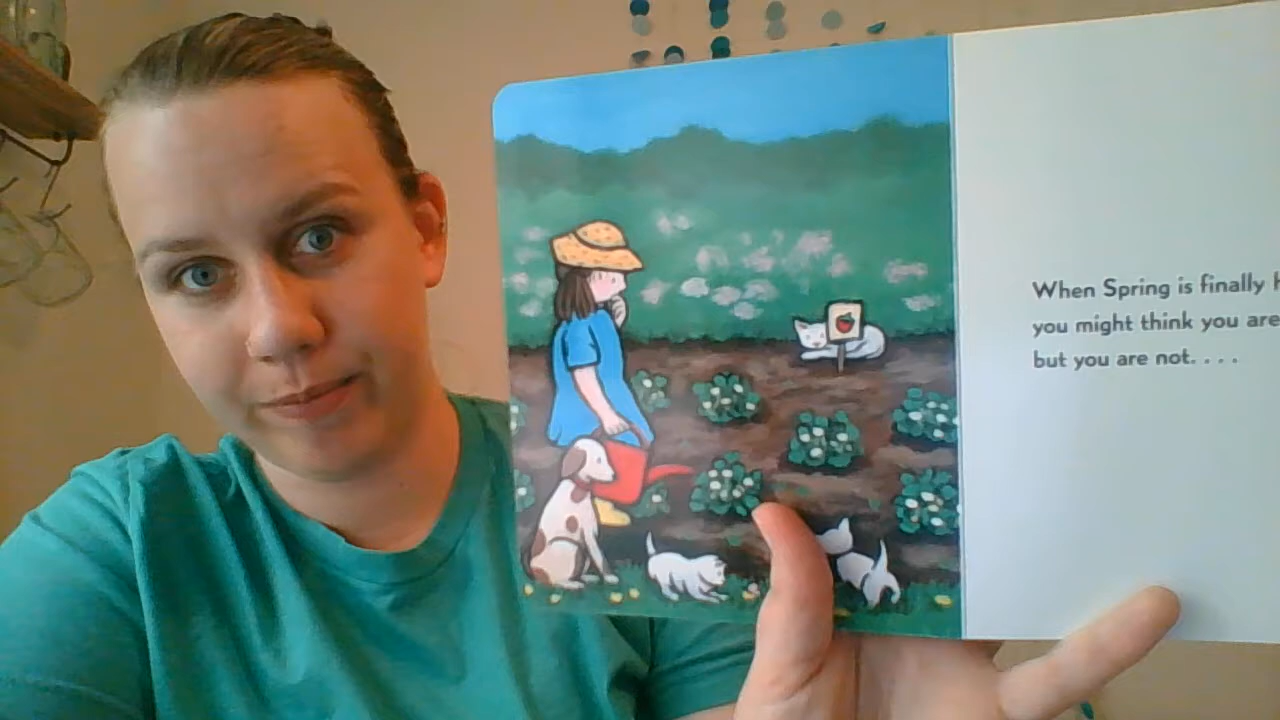 When Spring is finally
you might think you are
but you are not. . . .